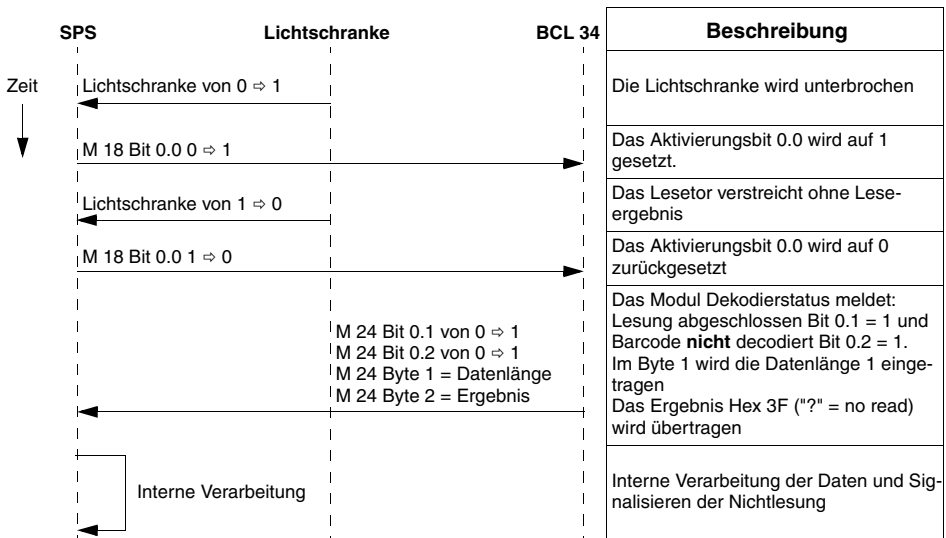 SPS Lichtschranke BCL 34 Beschreibung
Zeit
Lichtschranke von 0 ⇨ 1
Die Lichtschranke wird unterbrochen
M 18 Bit 0.0 0 ⇨ 1
Das Aktivierungsbit 0.0 wird auf 1
gesetzt.
Lichtschranke von 1 ⇨ 0
Das Lesetor verstreicht ohne Lese-
ergebnis
M 18 Bit 0.0 1 ⇨ 0
Das Aktivierungsbit 0.0 wird auf 0
zurückgesetzt
M 24 Bit 0.1 von 0 ⇨ 1
M 24 Bit 0.2 von 0 ⇨ 1
M 24 Byte 1 = Datenlänge
M 24 Byte 2 = Ergebnis
Das Modul Dekodierstatus meldet:
Lesung abgeschlossen Bit 0.1 = 1 und
Barcode nicht decodiert Bit 0.2 = 1.
Im Byte 1 wird die Datenlänge 1 einge-
tragen
Das Ergebnis Hex 3F ("?" = no read)
wird übertragen
Interne Verarbeitung
Interne Verarbeitung der Daten und Sig-
nalisieren der Nichtlesung